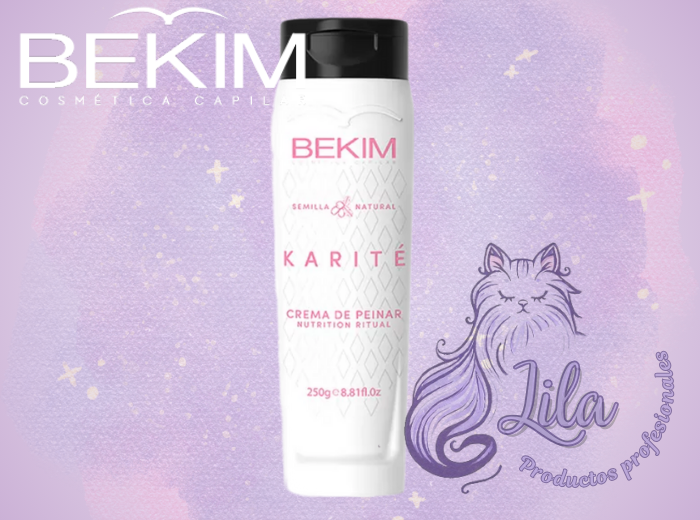 BEKIM
COSMÉTICA CAPILAR
BEKIM
SEMILLA NATURAL
KARITÉ
CREMA DE PEINAR
NUTRITION RITUAL
250g℮8.81fl.oz
Lila
Productos profesionales